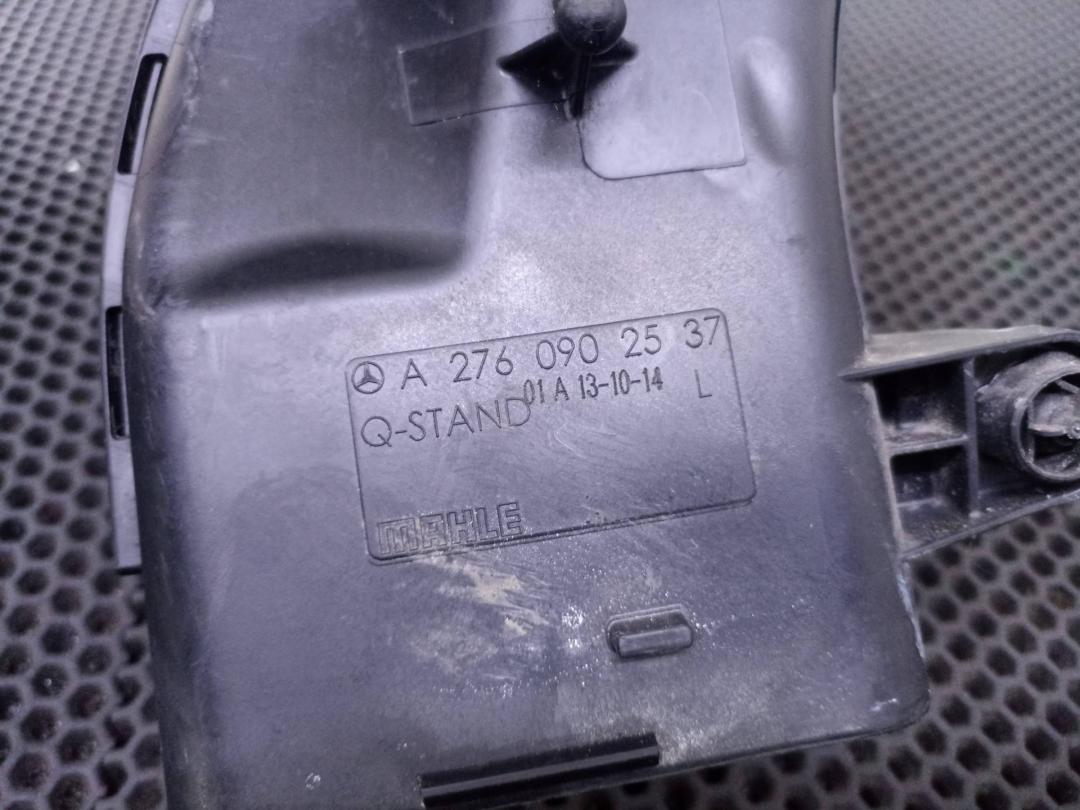 A 276 090 25 37
Q-STAND 01 A 13-10-14 L
MAHLE